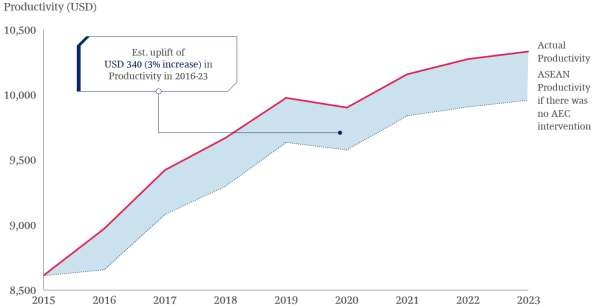 Productivity (USD)
10,500
10,000
9,500
9,000
8,500
Est. uplift of
USD 340 (3% increase) in
Productivity in 2016-23
Actual
Productivity
ASEAN
Productivity
if there was
no AEC
intervention
2015 2016 2017 2018 2019 2020 2021 2022 2023